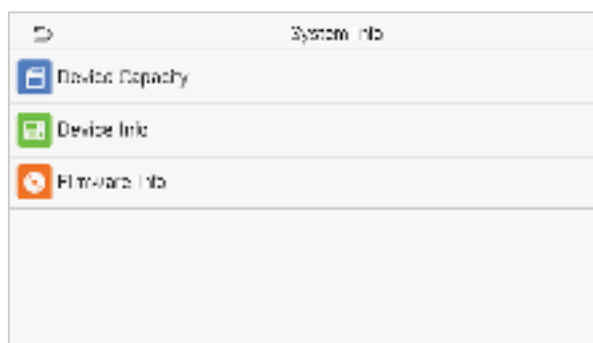 System Info
Device Capacity
Device Info
Firmware Info